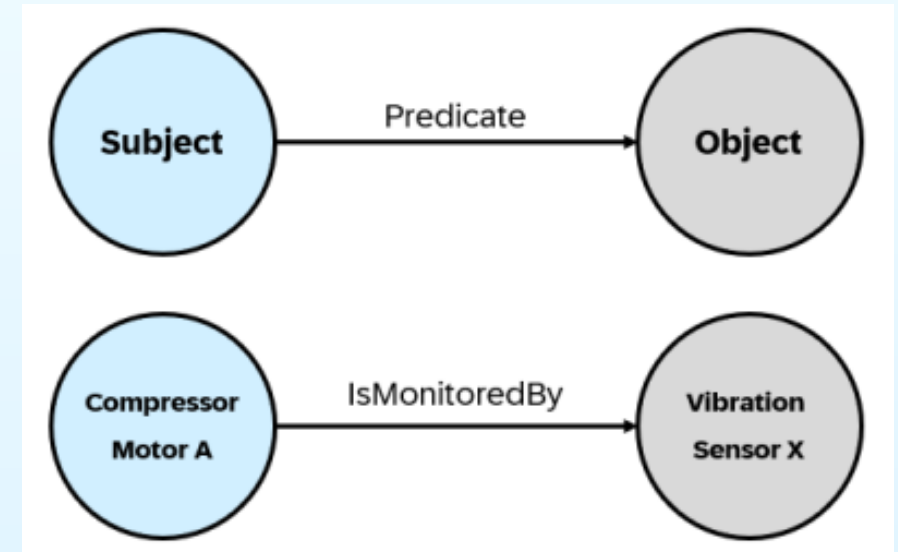 Subject
Predicate
Object
Compressor
Motor A
IsMonitoredBy
Vibration
Sensor X